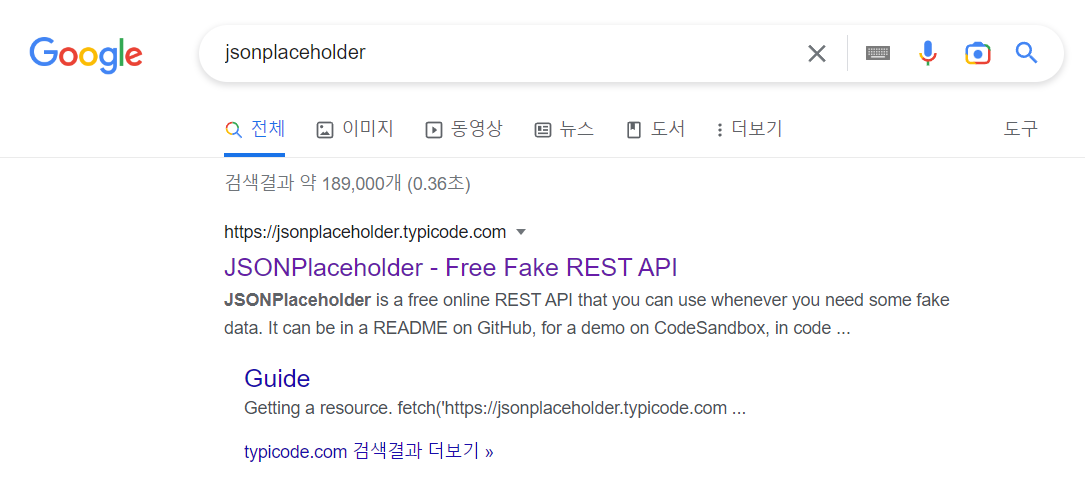 Google
jsonplaceholder
전체 이미지 동영상 뉴스 도서 더보기 도구
검색결과 약 189,000개 (0.36초)
https://jsonplaceholder.typicode.com
JSONPlaceholder - Free Fake REST API
JSONPlaceholder is a free online REST API that you can use whenever you need some fake
data. It can be in a README on GitHub, for a demo on CodeSandbox, in code ...
Guide
Getting a resource. fetch('https://jsonplaceholder.typicode.com ...
typicode.com 검색결과 더보기 »